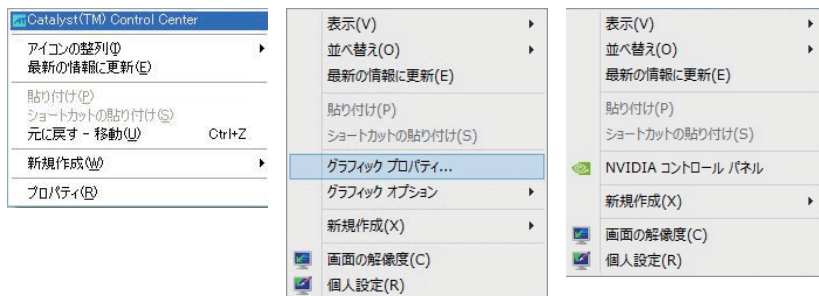 Catalyst(TM) Control Center
アイコンの整列(I)
最新の情報に更新(E)
貼り付け(P)
ショートカットの貼り付け(S)
元に戻す - 移動(U) Ctrl+Z
新規作成(W)
プロパティ(R)
表示(V)
並べ替え(O)
最新の情報に更新(E)
貼り付け(P)
ショートカットの貼り付け(S)
グラフィック プロパティ...
グラフィック オプション
新規作成(X)
画面の解像度(C)
個人設定(R)
表示(V)
並べ替え(O)
最新の情報に更新(E)
貼り付け(P)
ショートカットの貼り付け(S)
NVIDIA コントロール パネル
新規作成(X)
画面の解像度(C)
個人設定(R)